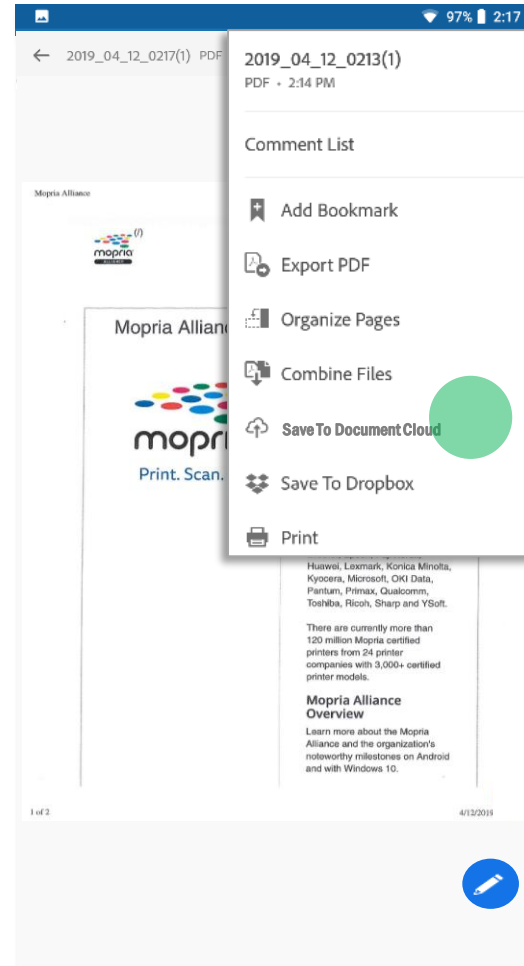 97% 2:17
2019_04_12_0217(1) PDF
2019_04_12_0213(1)
PDF • 2:14 PM
Comment List
Add Bookmark
Export PDF
Organize Pages
Combine Files
Save To Document Cloud
Save To Dropbox
Print
Mopria Alliance
(/)
mopria
ALLIANCE
Mopria Allian
mopri
Print. Scan.
Huawei, Lexmark, Konica Minolta,
Kyocera, Microsoft, OKI Data,
Pantum, Primax, Qualcomm,
Toshiba, Ricoh, Sharp and YSoft.
There are currently more than
120 million Mopria certified
printers from 24 printer
companies with 3,000+ certified
printer models.
Mopria Alliance
Overview
Learn more about the Mopria
Alliance and the organization's
noteworthy milestones on Android
and with Windows 10.
1 of 2
4/12/2019